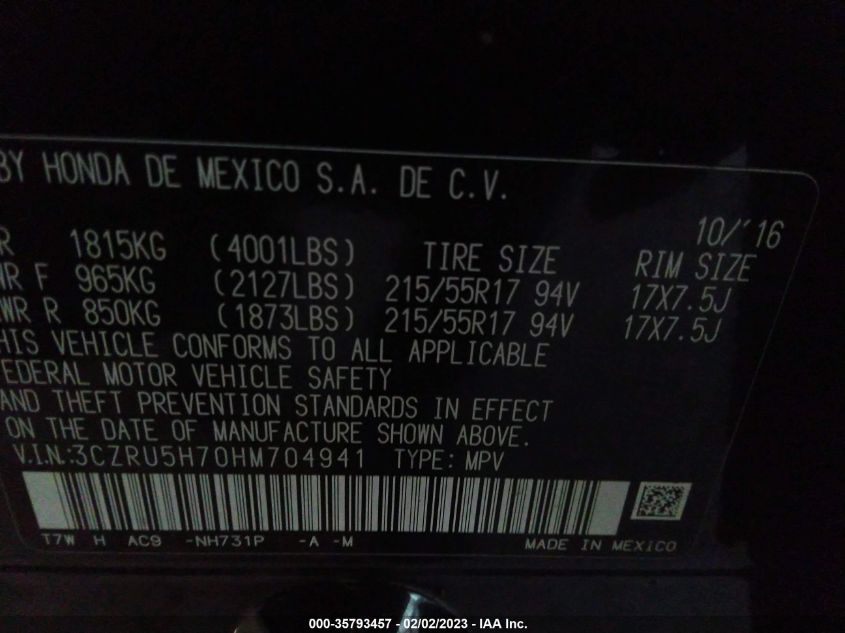 BY HONDA DE MEXICO S.A. DE C.V.
10/'16
R 1815KG (4001LBS) TIRE SIZE RIM SIZE
WR F 965KG (2127LBS) 215/55R17 94V 17X7.5J
WR R 850KG (1873LBS) 215/55R17 94V 17X7.5J
HIS VEHICLE CONFORMS TO ALL APPLICABLE
EDERAL MOTOR VEHICLE SAFETY
AND THEFT PREVENTION STANDARDS IN EFFECT
ON THE DATE OF MANUFACTURE SHOWN ABOVE.
V.I.N.:3CZRU5H70HM704941 TYPE: MPV
T7W H AC9 -NH731P -A -M MADE IN MEXICO
000-35793457 - 02/02/2023 - IAA Inc.